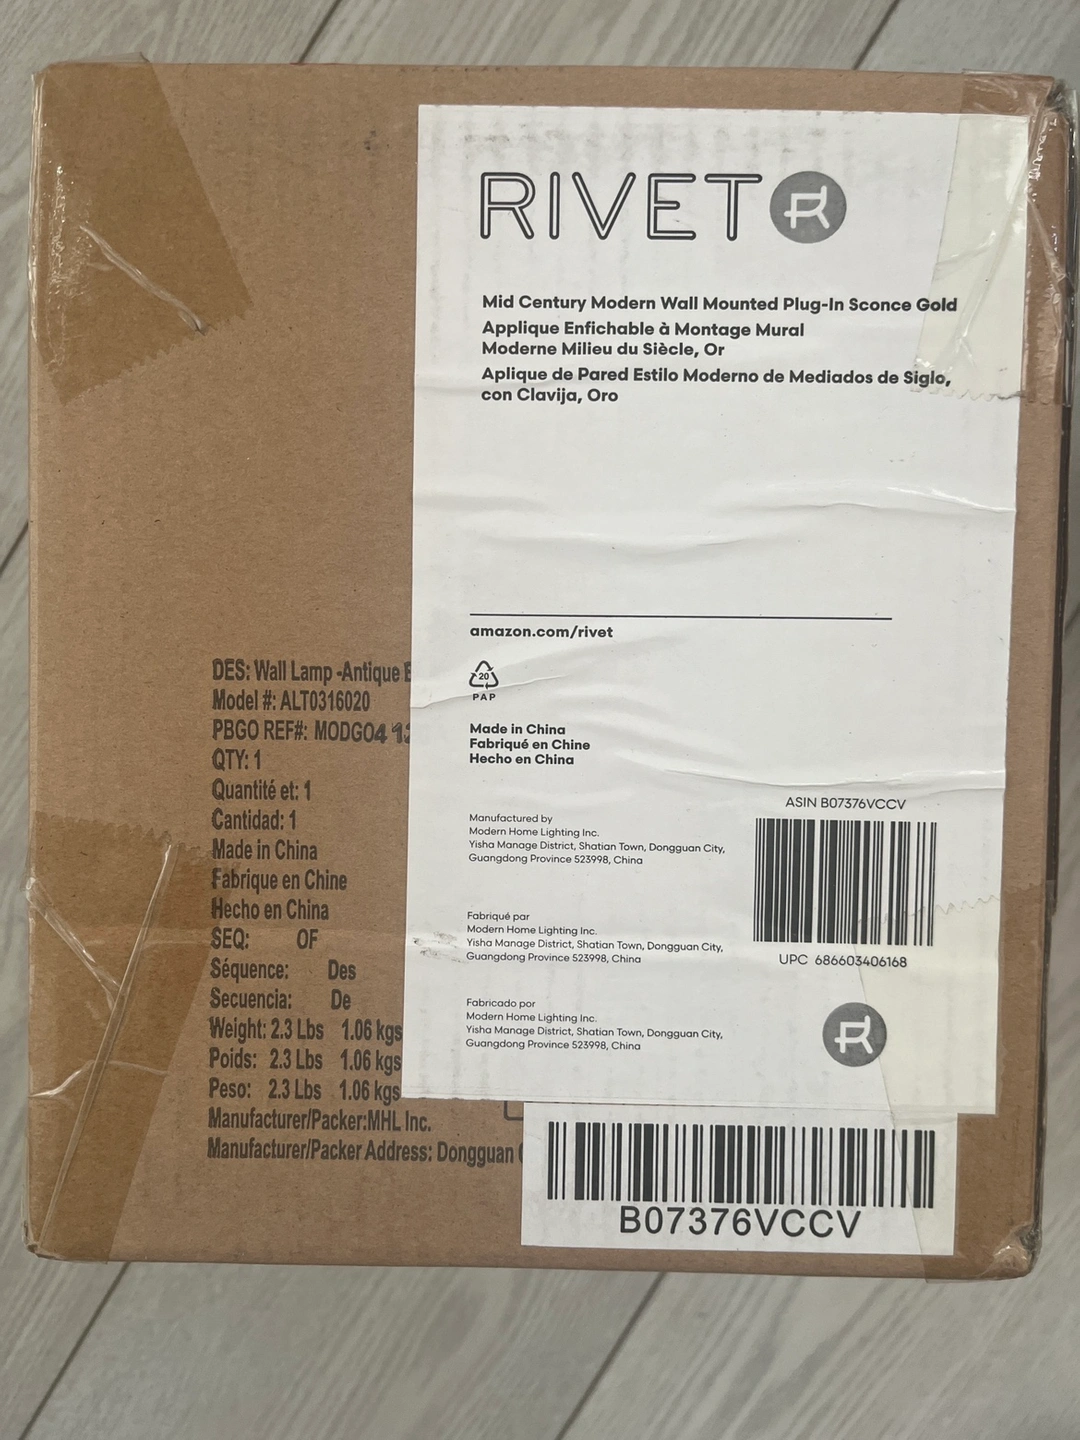 RIVET R
Mid Century Modern Wall Mounted Plug-In Sconce Gold
Applique Enfichable à Montage Mural
Moderne Milieu du Siècle, Or
Aplique de Pared Estilo Moderno de Mediados de Siglo,
con Clavija, Oro
amazon.com/rivet
20
PAP
Made in China
Fabriqué en Chine
Hecho en China
Manufactured by
Modern Home Lighting Inc.
Yisha Manage District, Shatian Town, Dongguan City,
Guangdong Province 523998, China
Fabriqué par
Modern Home Lighting Inc.
Yisha Manage District, Shatian Town, Dongguan City,
Guangdong Province 523998, China
Fabricado por
Modern Home Lighting Inc.
Yisha Manage District, Shatian Town, Dongguan City,
Guangdong Province 523998, China
ASIN B07376VCCV
UPC 686603406168
R
B07376VCCV
DES: Wall Lamp -Antique
Model #: ALT0316020
PBGO REF#:
QTY: 1
Quantité et: 1
Cantidad: 1
Made in China
Fabrique en Chine
Hecho en China
SEQ: OF
Séquence: Des
Secuencia: De
Weight: 2.3 Lbs 1.06 kgs
Poids: 2.3 Lbs 1.06 kgs
Peso: 2.3 Lbs 1.06 kgs
Manufacturer/Packer:MHL Inc.
Manufacturer/Packer Address: Dongguan